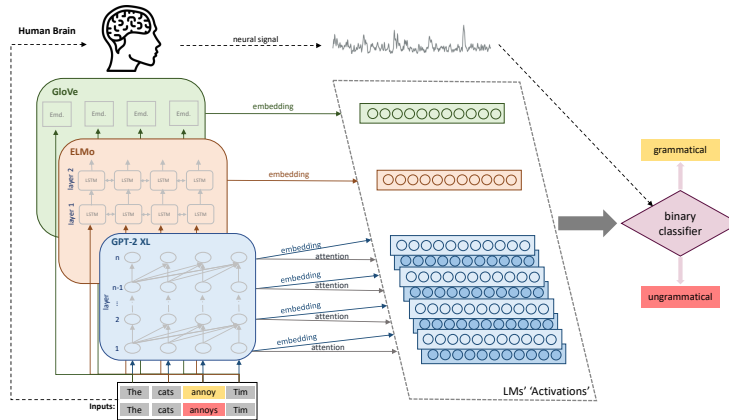 Human Brain
neural signal
GloVe
Emd. Emd. Emd. Emd.
embedding
ELMo
layer 2
LSTM LSTM LSTM LSTM
layer 1
LSTM LSTM LSTM LSTM
embedding
GPT-2 XL
n
n-1
⋮
2
1
layer
embedding
attention
embedding
attention
embedding
attention
embedding
attention
LMs' 'Activations'
grammatical
binary
classifier
ungrammatical
Inputs:
The cats annoy Tim
The cats annoys Tim